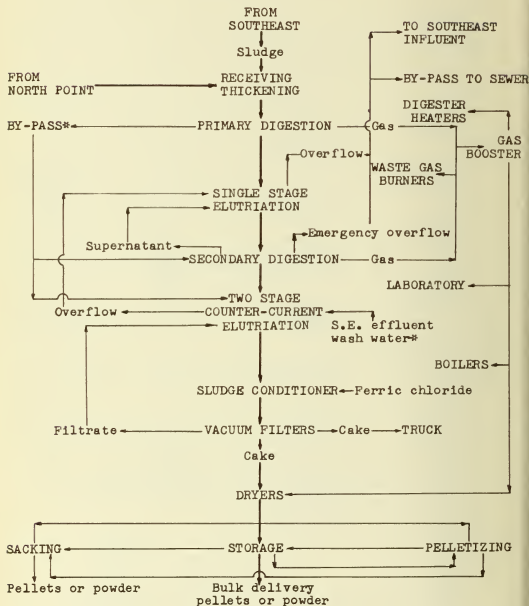 FROM
SOUTHEAST
TO SOUTHEAST
INFLUENT
Sludge
FROM
NORTH POINT
RECEIVING
THICKENING
BY-PASS TO SEWER
DIGESTER
HEATERS
BY-PASS*
PRIMARY DIGESTION
Gas
GAS
BOOSTER
Overflow
WASTE GAS
BURNERS
SINGLE STAGE
ELUTRIATION
Emergency overflow
Supernatant
SECONDARY DIGESTION
Gas
LABORATORY
TWO STAGE
Overflow
COUNTER-CURRENT
ELUTRIATION
S.E. effluent
wash water*
BOILERS
SLUDGE CONDITIONER
Ferric chloride
Filtrate
VACUUM FILTERS
Cake
TRUCK
Cake
DRYERS
SACKING
STORAGE
PELLETIZING
Pellets or powder
Bulk delivery
pellets or powder